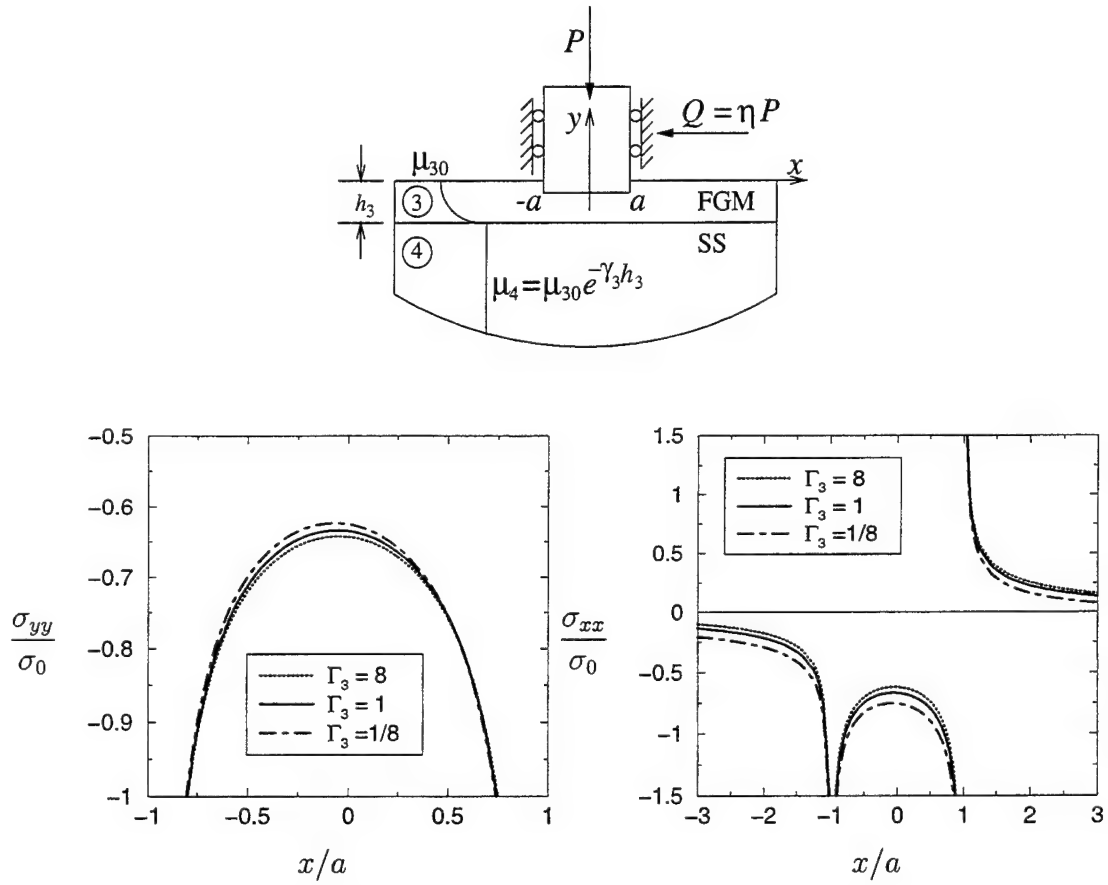 P
Q = ηP
y
x
μ₃₀
h₃
③
-a
a
FGM
SS
④
μ₄=μ₃₀e^{-γ₃h₃}
−0.5
−0.6
−0.7
−0.8
−0.9
−1
−1
−0.5
0
0.5
1
σ_yy
σ₀
Γ₃ = 8
Γ₃ = 1
Γ₃ =1/8
x/a
1.5
1
0.5
0
−0.5
−1
−1.5
−3
−2
−1
0
1
2
3
σ_xx
σ₀
Γ₃ = 8
Γ₃ = 1
Γ₃ =1/8
x/a